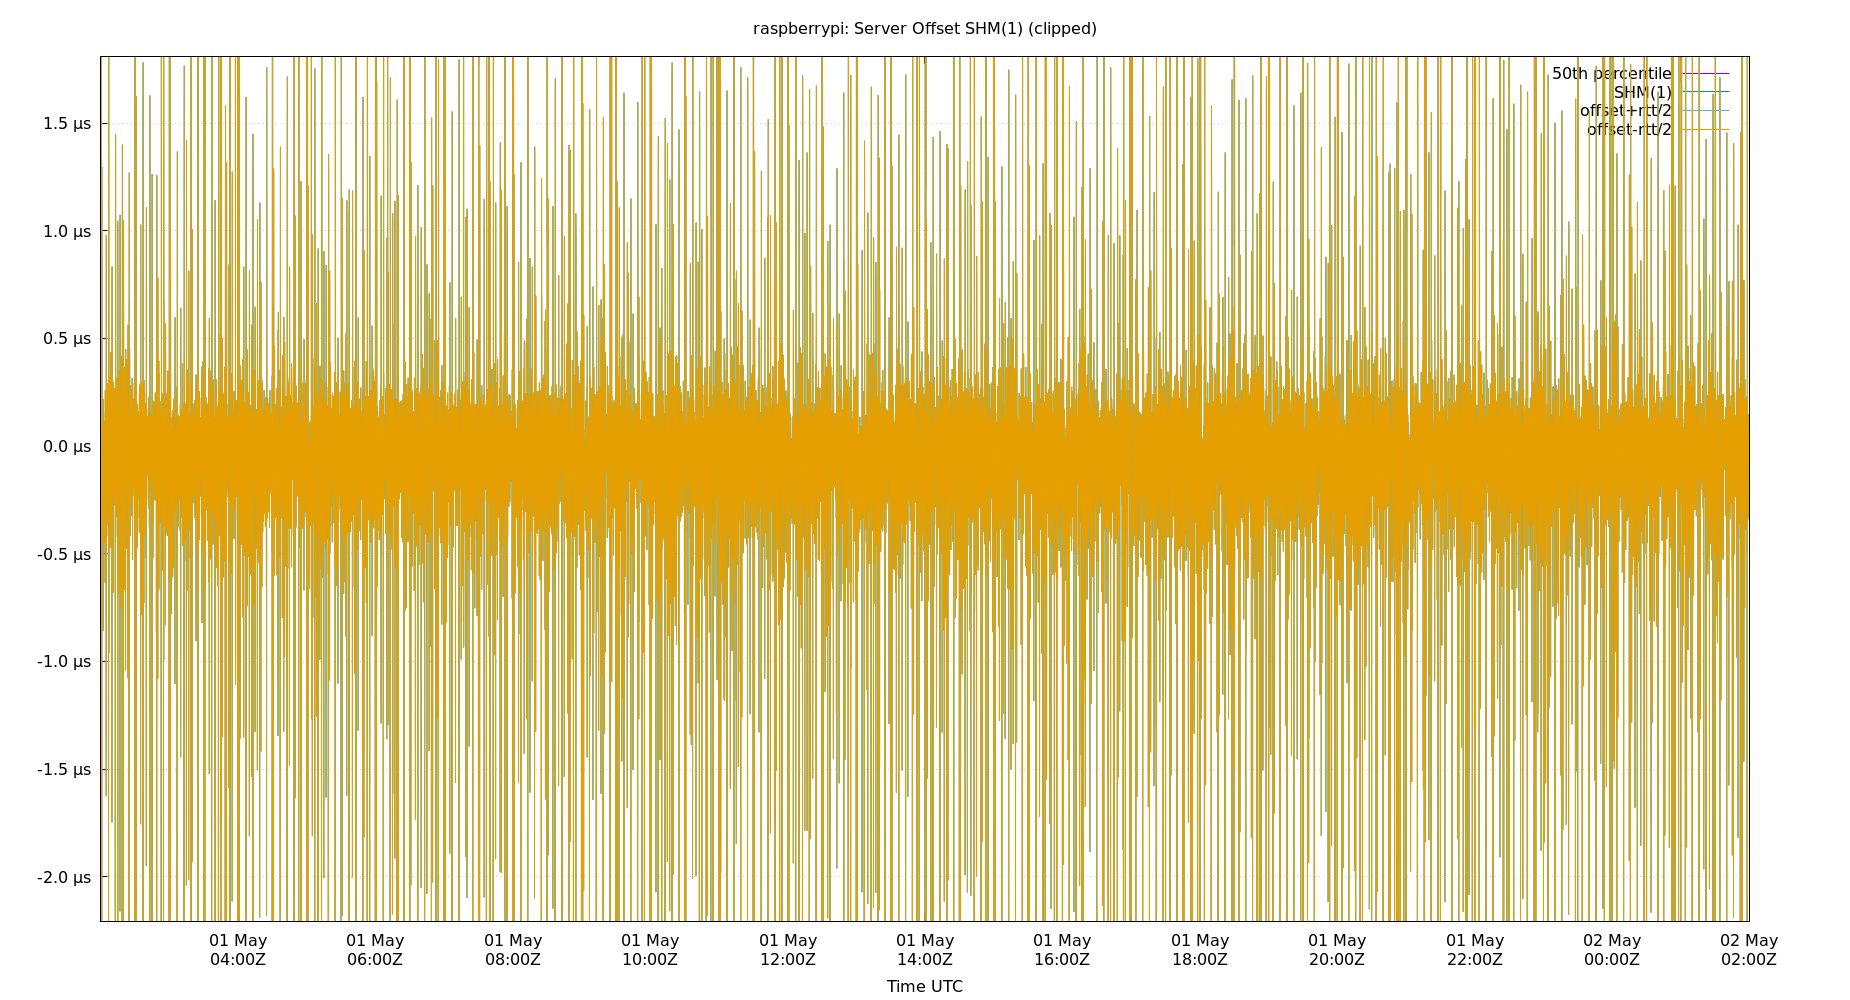 raspberrypi: Server Offset SHM(1) (clipped)
50th percentile
SHM(1)
offset+rtt/2
offset-rtt/2
1.5 µs
1.0 µs
0.5 µs
0.0 µs
-0.5 µs
-1.0 µs
-1.5 µs
-2.0 µs
01 May 01 May 01 May 01 May 01 May 01 May 01 May 01 May 01 May 01 May 02 May 02 May
04:00Z 06:00Z 08:00Z 10:00Z 12:00Z 14:00Z 16:00Z 18:00Z 20:00Z 22:00Z 00:00Z 02:00Z
Time UTC